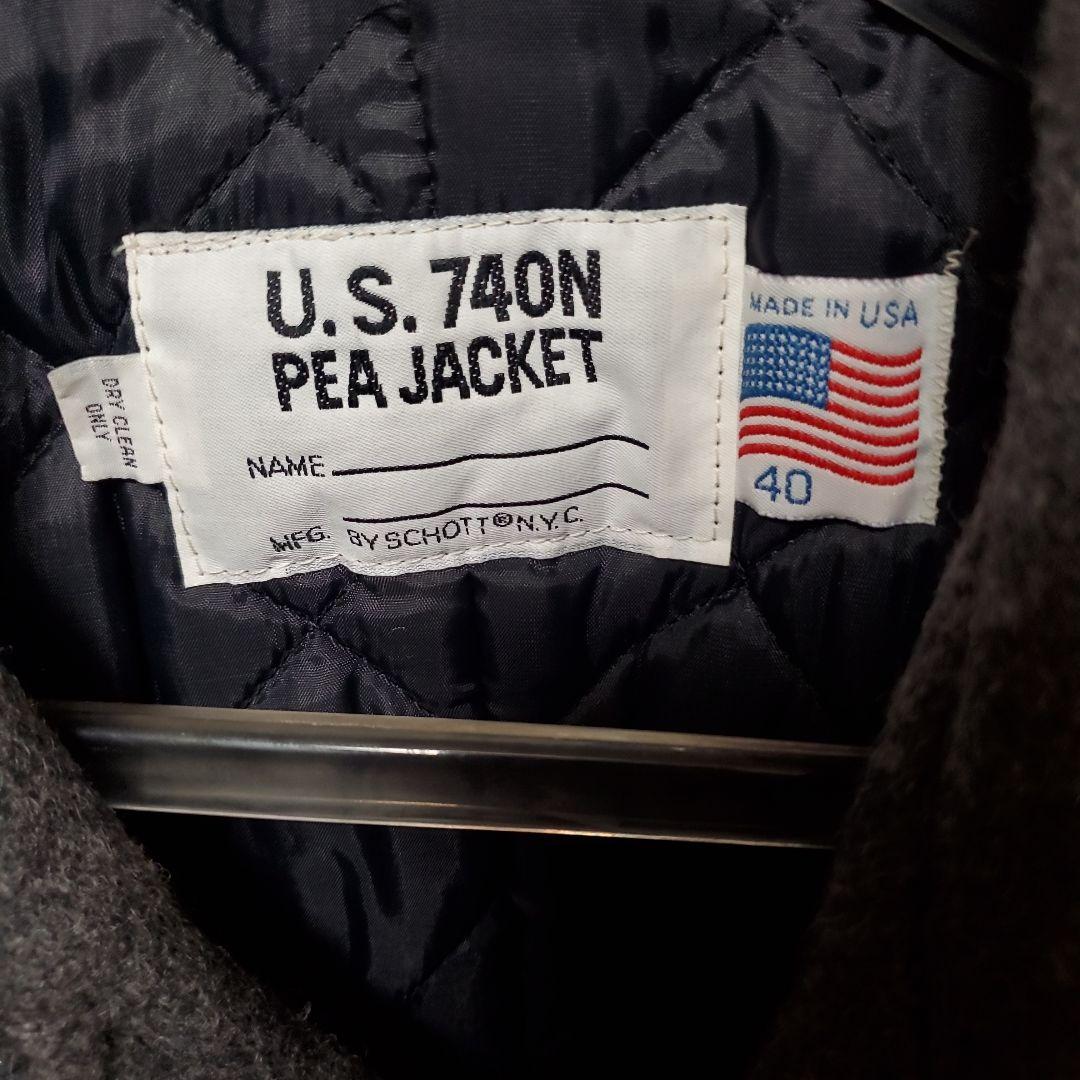 U.S. 740N
PEA JACKET
NAME
MFG. BY SCHOTT® N.Y.C.
DRY CLEAN
ONLY
MADE IN USA
40